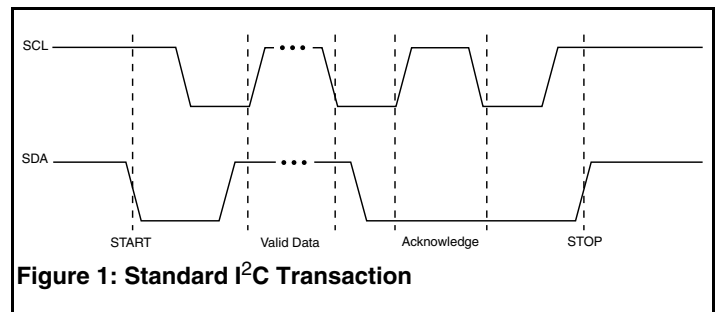 SCL
SDA
START Valid Data Acknowledge STOP
Figure 1: Standard I²C Transaction